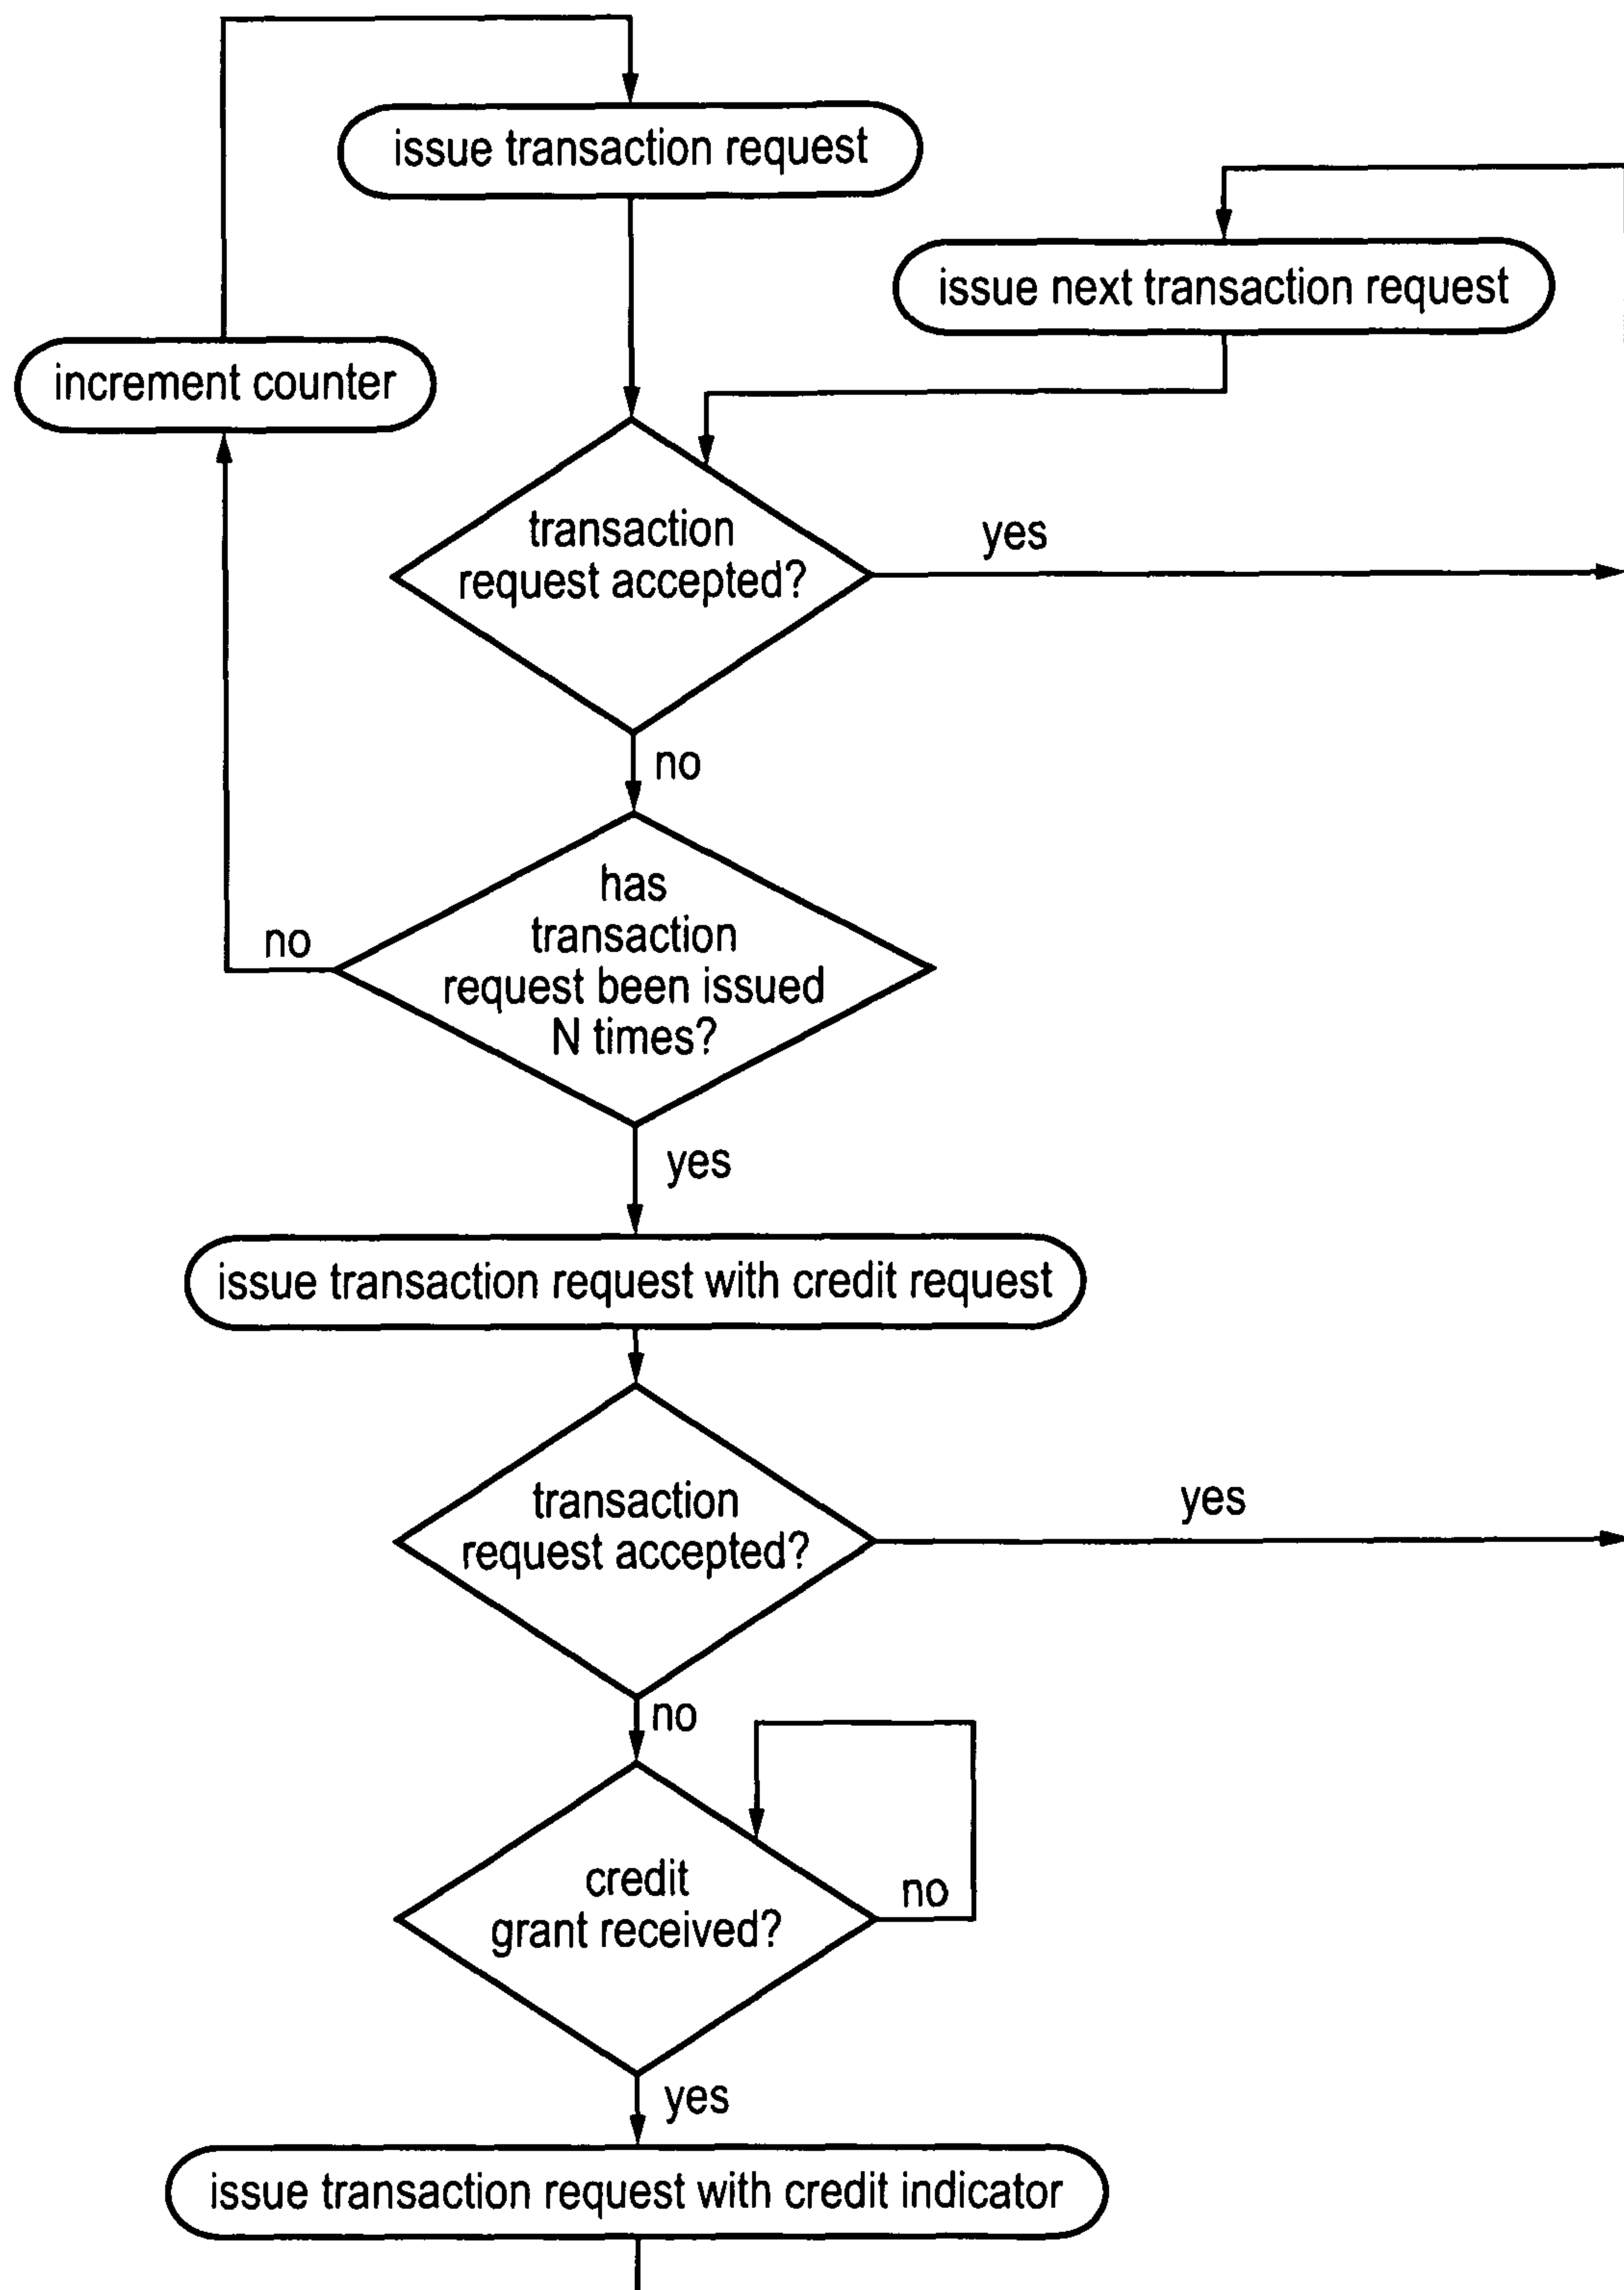 issue transaction request
issue next transaction request
increment counter
transaction
request accepted?
yes
no
has
transaction
request been issued
N times?
no
yes
issue transaction request with credit request
transaction
request accepted?
yes
no
credit
grant received?
no
yes
issue transaction request with credit indicator